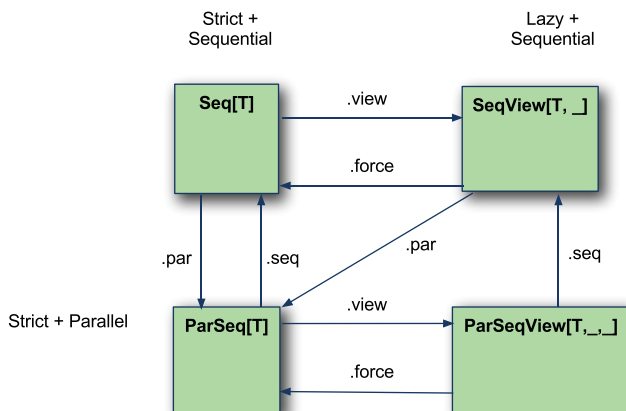 Strict +
Sequential
Lazy +
Sequential
Seq[T]
.view
SeqView[T, _]
.force
.par
.seq
.par
.seq
Strict + Parallel
ParSeq[T]
.view
ParSeqView[T,_,_]
.force